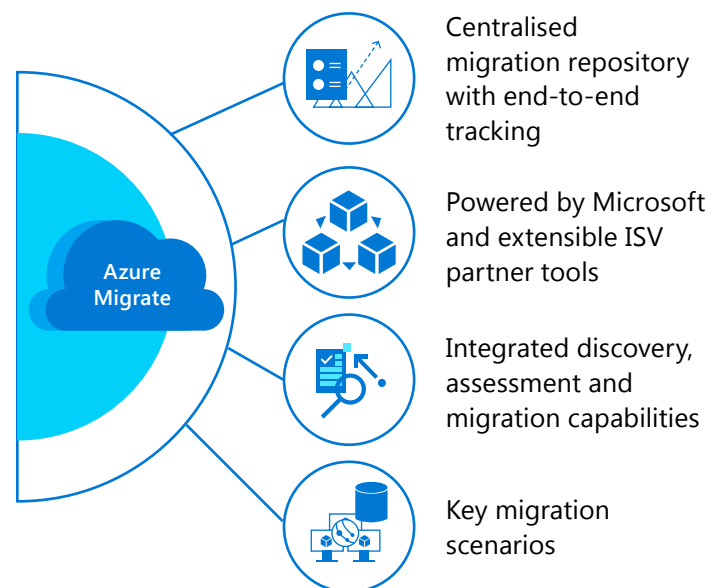 Centralised
migration repository
with end-to-end
tracking
Powered by Microsoft
and extensible ISV
partner tools
Azure
Migrate
Integrated discovery,
assessment and
migration capabilities
Key migration
scenarios